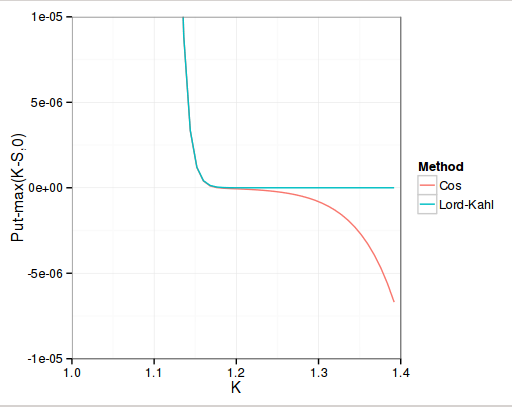 1e-05
5e-06
0e+00
-5e-06
-1e-05
1.0 1.1 1.2 1.3 1.4
K
Put-max(K-S,0)
Method
Cos
Lord-Kahl